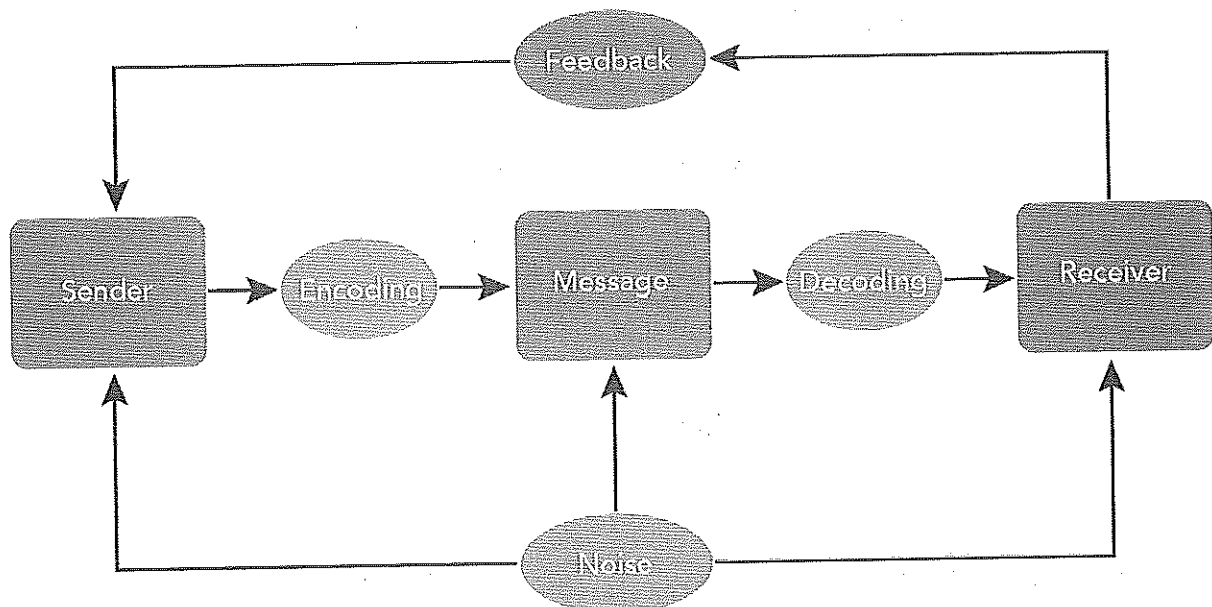 Feedback
Sender
Encoding
Message
Decoding
Receiver
Noise